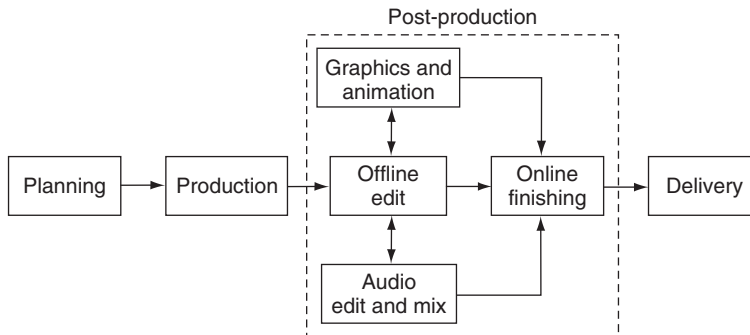 Post-production
Graphics and
animation
Planning
Production
Offline
edit
Online
finishing
Delivery
Audio
edit and mix